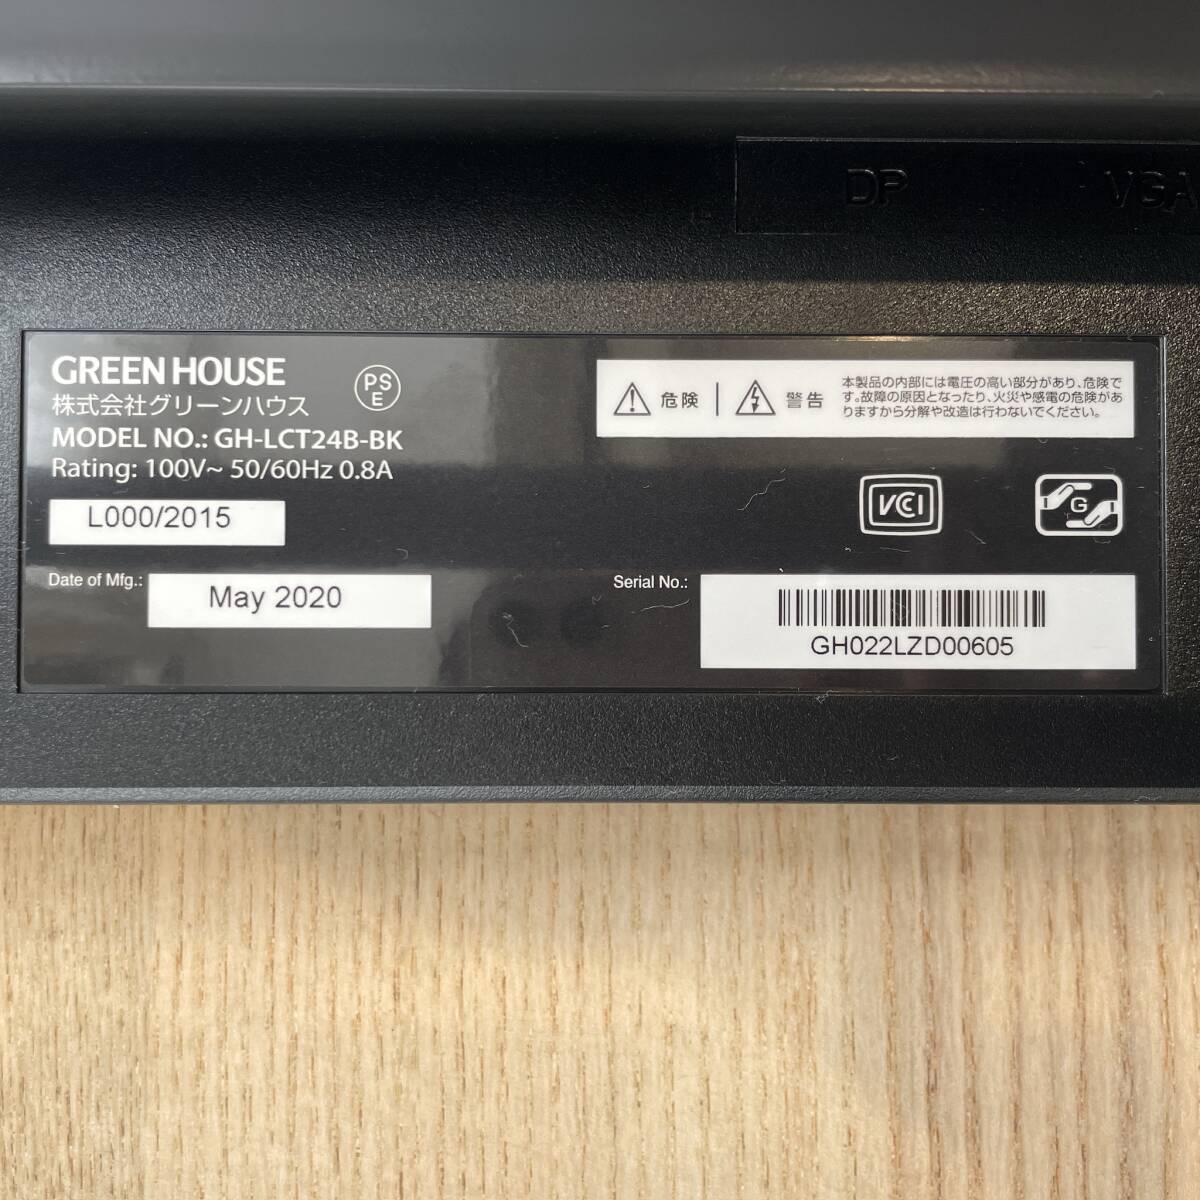 DP
VGA
GREEN HOUSE
株式会社グリーンハウス
PS
E
MODEL NO.: GH-LCT24B-BK
Rating: 100V~ 50/60Hz 0.8A
L000/2015
Date of Mfg.:
May 2020
危険
警告
本製品の内部には電圧の高い部分があり、危険で
す。故障の原因となったり、火災や感電の危険があ
りますから分解や改造は行わないでください。
VCI
G
Serial No.:
GH022LZD00605